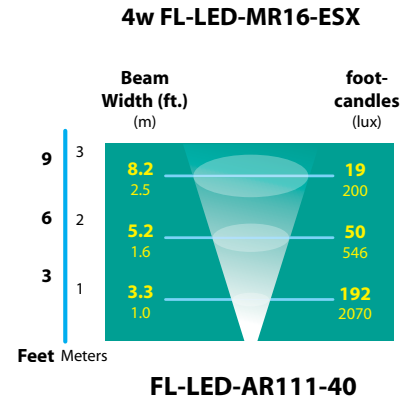 4w FL-LED-MR16-ESX
Beam
Width (ft.)
(m)
foot-
candles
(lux)
9 3
8.2 19
2.5 200
6 2
5.2 50
1.6 546
3 1
3.3 192
1.0 2070
Feet Meters
FL-LED-AR111-40